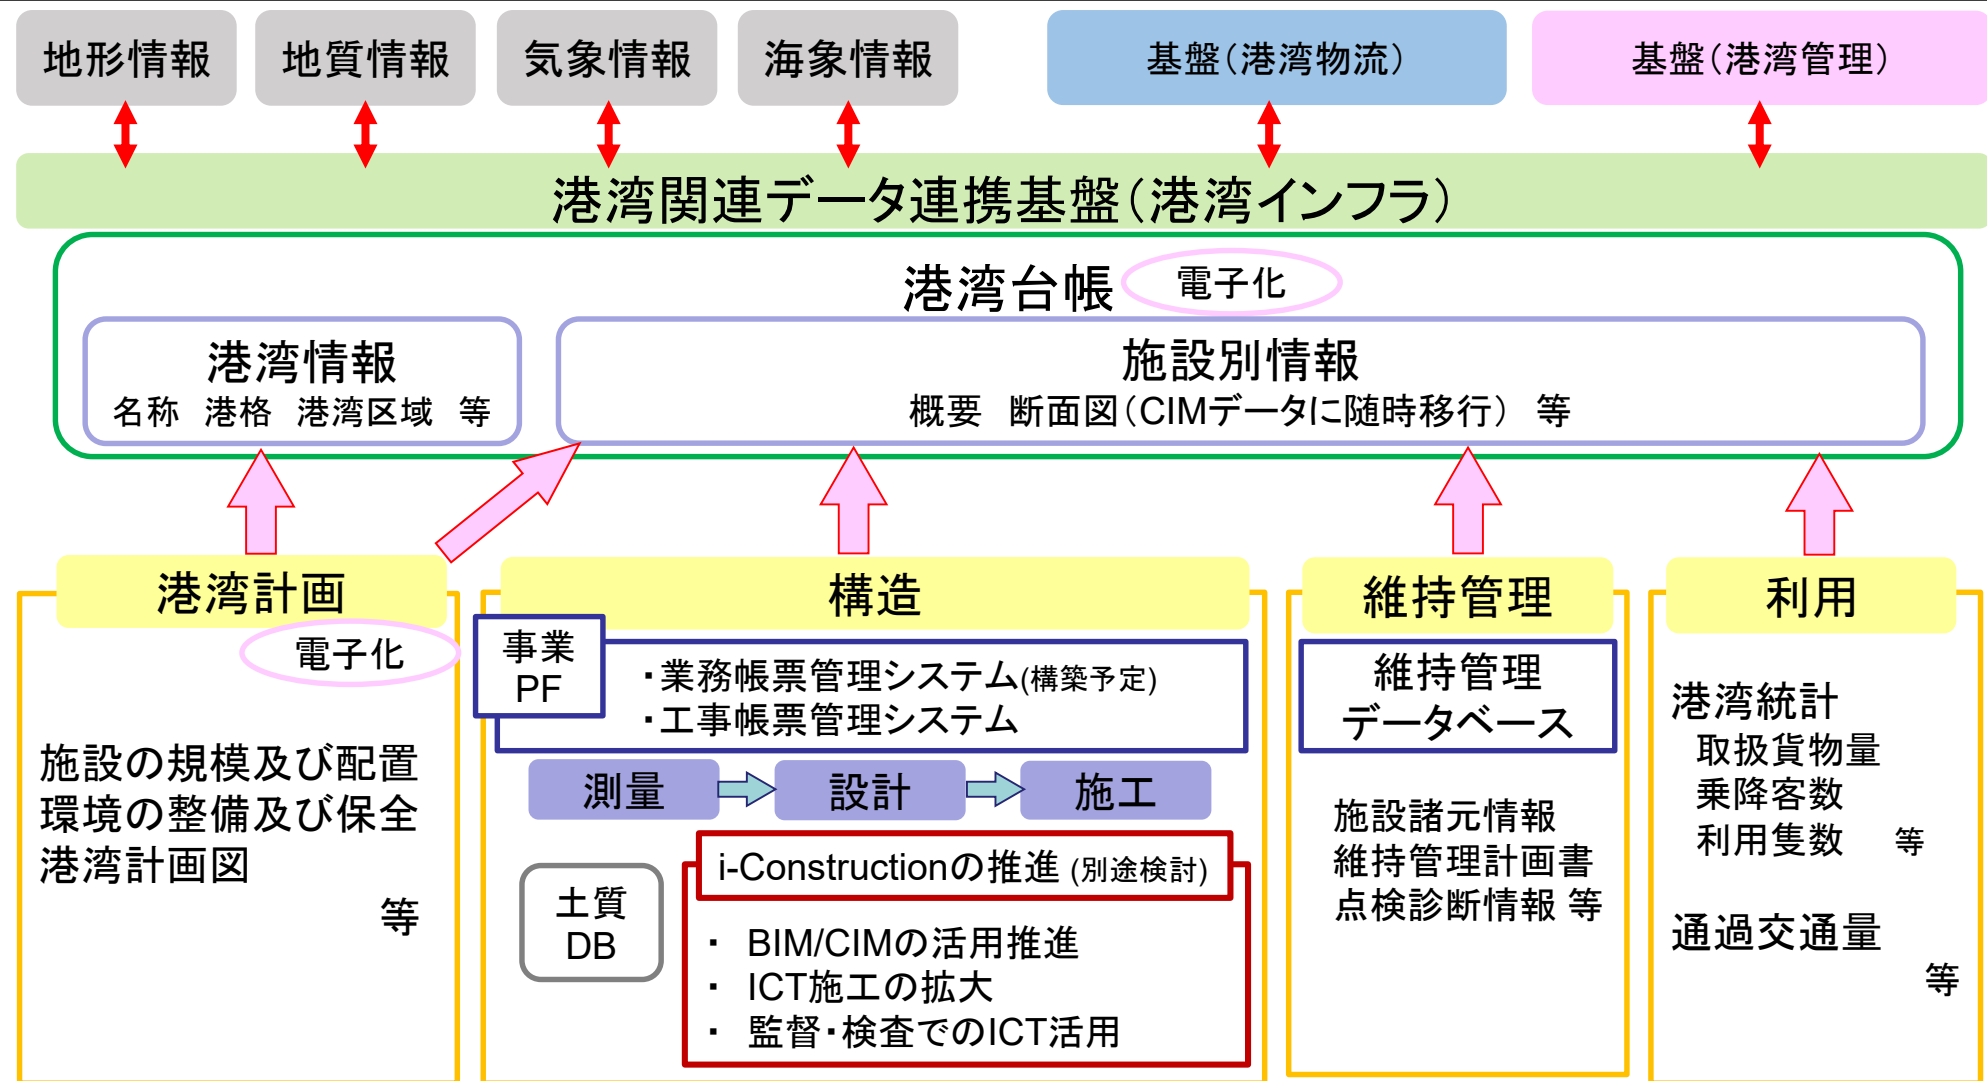 地形情報
地質情報
気象情報
海象情報
基盤(港湾物流)
基盤(港湾管理)
港湾関連データ連携基盤(港湾インフラ)
港湾台帳
電子化
港湾情報
名称　港格　港湾区域　等
施設別情報
概要　断面図(CIMデータに随時移行)　等
港湾計画
電子化
施設の規模及び配置
環境の整備及び保全
港湾計画図
等
構造
事業
PF
・業務帳票管理システム(構築予定)
・工事帳票管理システム
測量
設計
施工
土質
DB
i-Constructionの推進 (別途検討)
・ BIM/CIMの活用推進
・ ICT施工の拡大
・ 監督・検査でのICT活用
維持管理
維持管理
データベース
施設諸元情報
維持管理計画書
点検診断情報 等
利用
港湾統計
取扱貨物量
乗降客数
利用隻数　等
通過交通量
等